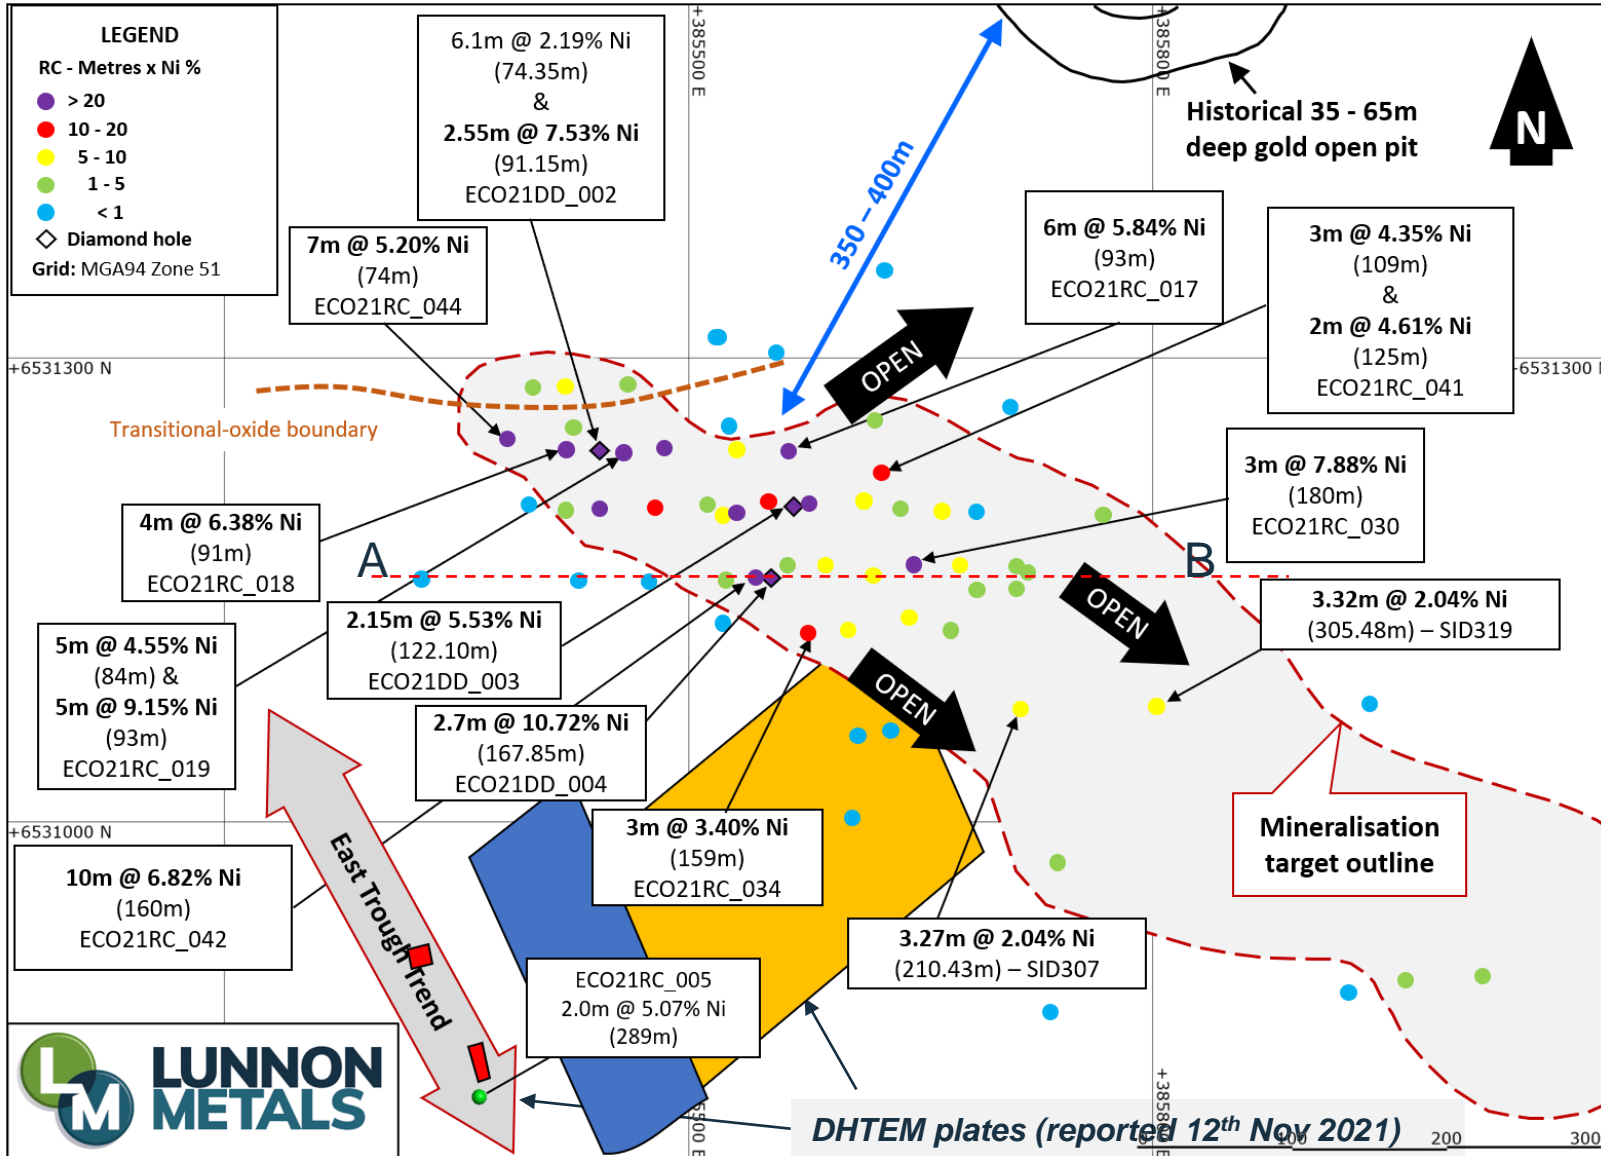 LEGEND
RC - Metres x Ni %
> 20
10 - 20
5 - 10
1 - 5
< 1
Diamond hole
Grid: MGA94 Zone 51
6.1m @ 2.19% Ni
(74.35m)
&
2.55m @ 7.53% Ni
(91.15m)
ECO21DD_002
+385500 E
+385800 E
Historical 35 - 65m
deep gold open pit
N
350 – 400m
7m @ 5.20% Ni
(74m)
ECO21RC_044
6m @ 5.84% Ni
(93m)
ECO21RC_017
3m @ 4.35% Ni
(109m)
&
2m @ 4.61% Ni
(125m)
ECO21RC_041
+6531300 N
OPEN
Transitional-oxide boundary
3m @ 7.88% Ni
(180m)
ECO21RC_030
4m @ 6.38% Ni
(91m)
ECO21RC_018
A
B
2.15m @ 5.53% Ni
(122.10m)
ECO21DD_003
OPEN
3.32m @ 2.04% Ni
(305.48m) – SID319
5m @ 4.55% Ni
(84m) &
5m @ 9.15% Ni
(93m)
ECO21RC_019
OPEN
2.7m @ 10.72% Ni
(167.85m)
ECO21DD_004
+6531000 N
3m @ 3.40% Ni
(159m)
ECO21RC_034
Mineralisation
target outline
10m @ 6.82% Ni
(160m)
ECO21RC_042
East Trough Trend
3.27m @ 2.04% Ni
(210.43m) – SID307
ECO21RC_005
2.0m @ 5.07% Ni
(289m)
LM
LUNNON
METALS
+385800 E
DHTEM plates (reported 12th Nov 2021)
0 100 200 300